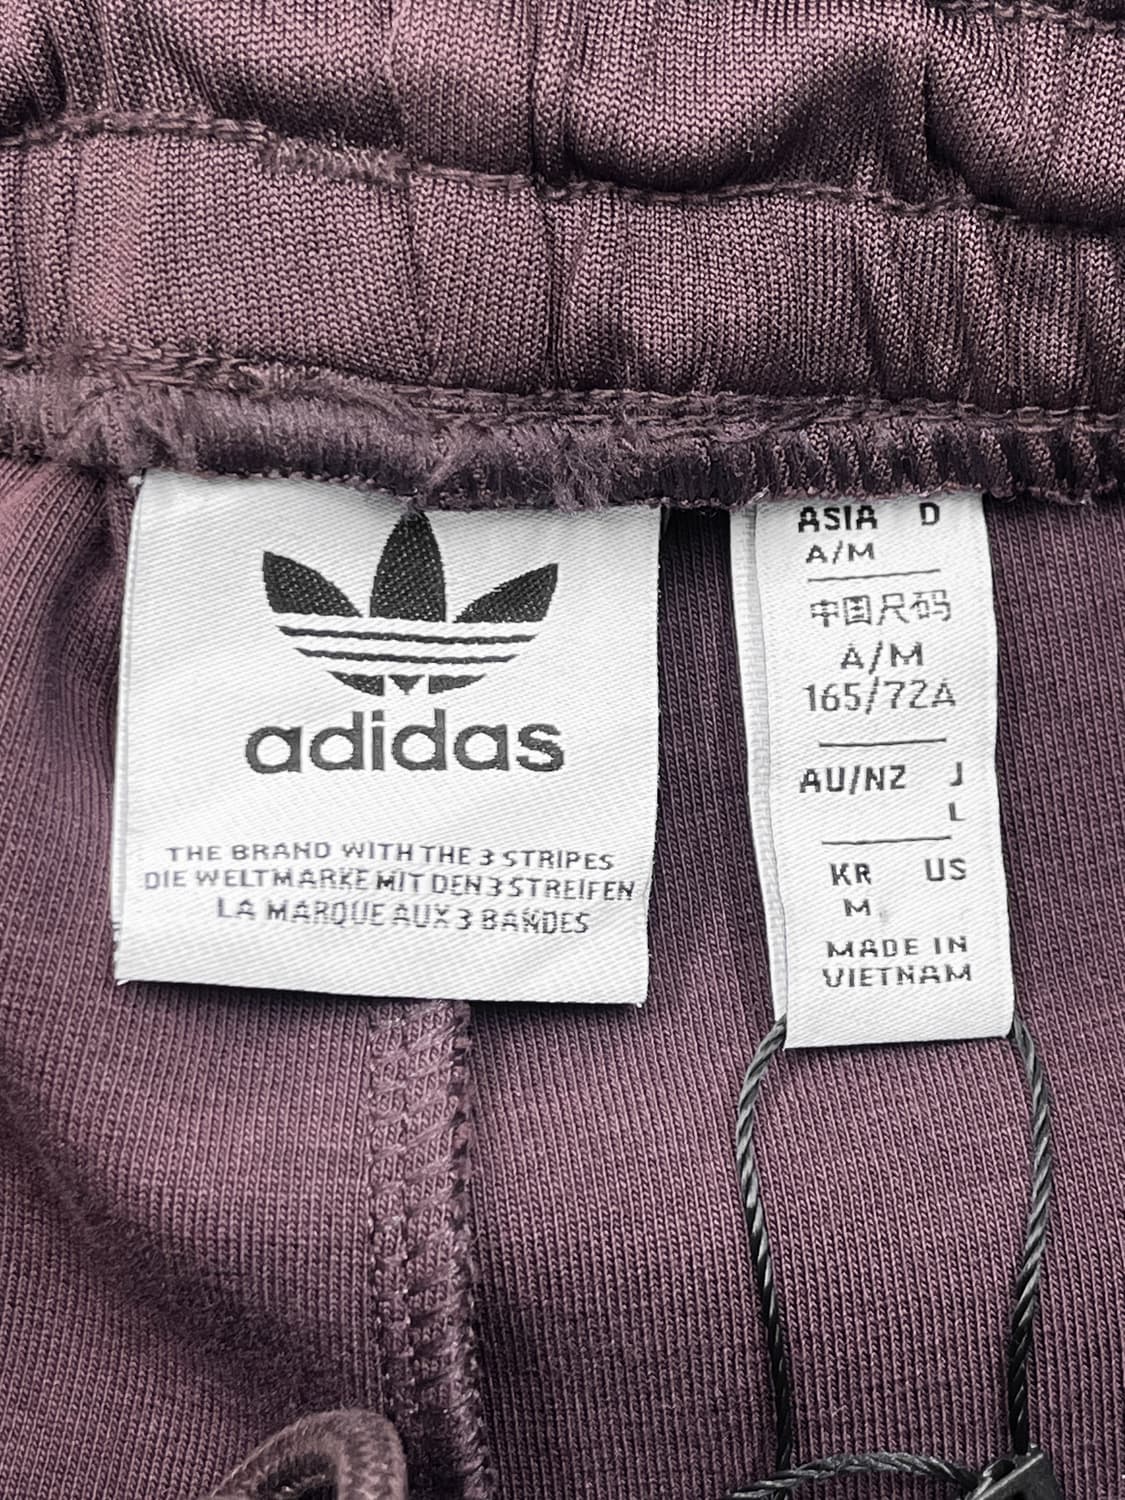 adidas
THE BRAND WITH THE 3 STRIPES
DIE WELTMARKE MIT DEN 3 STREIFEN
LA MARQUE AUX 3 BANDES
ASIA D
A/M
中国尺码
A/M
165/72A
AU/NZ J
L
KR US
M
MADE IN
VIETNAM